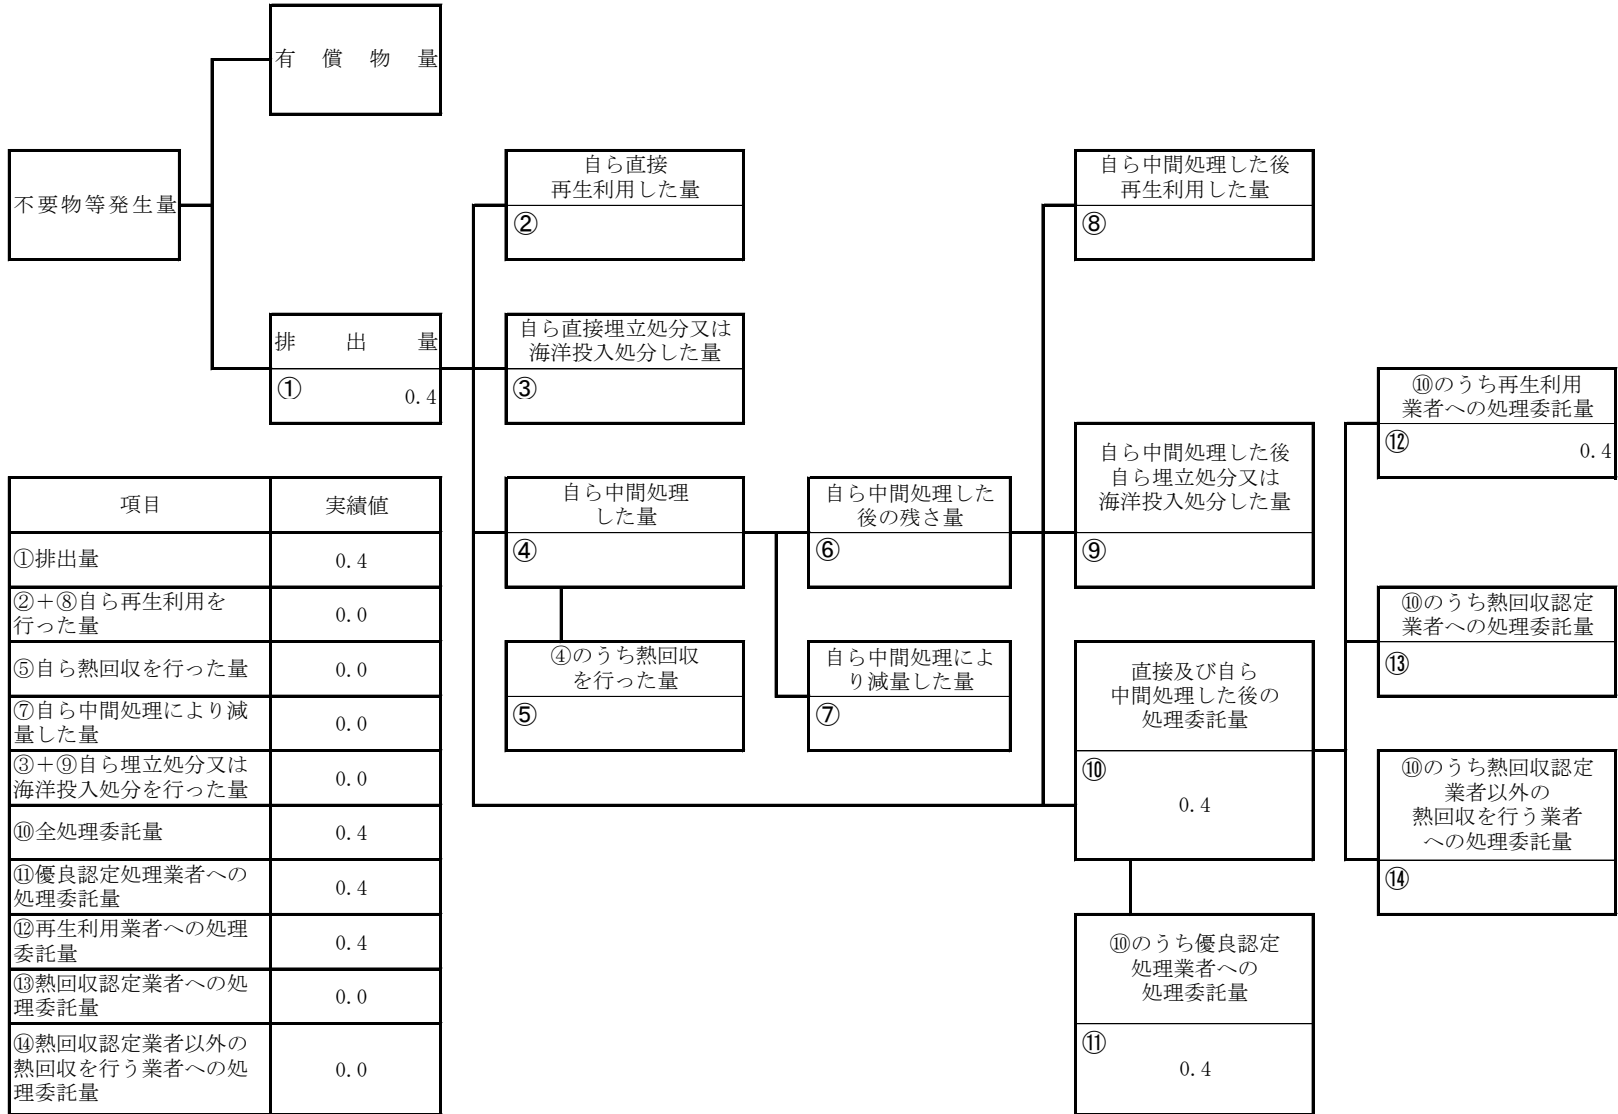 有償物量
不要物等発生量
排出量
①
0.4
自ら直接
再生利用した量
②
自ら直接埋立処分又は
海洋投入処分した量
③
自ら中間処理
した量
④
④のうち熱回収
を行った量
⑤
自ら中間処理した
後の残さ量
⑥
自ら中間処理によ
り減量した量
⑦
自ら中間処理した後
再生利用した量
⑧
自ら中間処理した後
自ら埋立処分又は
海洋投入処分した量
⑨
直接及び自ら
中間処理した後の
処理委託量
⑩
0.4
⑩のうち優良認定
処理業者への
処理委託量
⑪
0.4
⑩のうち再生利用
業者への処理委託量
⑫
0.4
⑩のうち熱回収認定
業者への処理委託量
⑬
⑩のうち熱回収認定
業者以外の
熱回収を行う業者
への処理委託量
⑭
項目 実績値
①排出量 0.4
②+⑧自ら再生利用を
行った量 0.0
⑤自ら熱回収を行った量 0.0
⑦自ら中間処理により減
量した量 0.0
③+⑨自ら埋立処分又は
海洋投入処分を行った量 0.0
⑩全処理委託量 0.4
⑪優良認定処理業者への
処理委託量 0.4
⑫再生利用業者への処理
委託量 0.4
⑬熱回収認定業者への処
理委託量 0.0
⑭熱回収認定業者以外の
熱回収を行う業者への処
理委託量 0.0